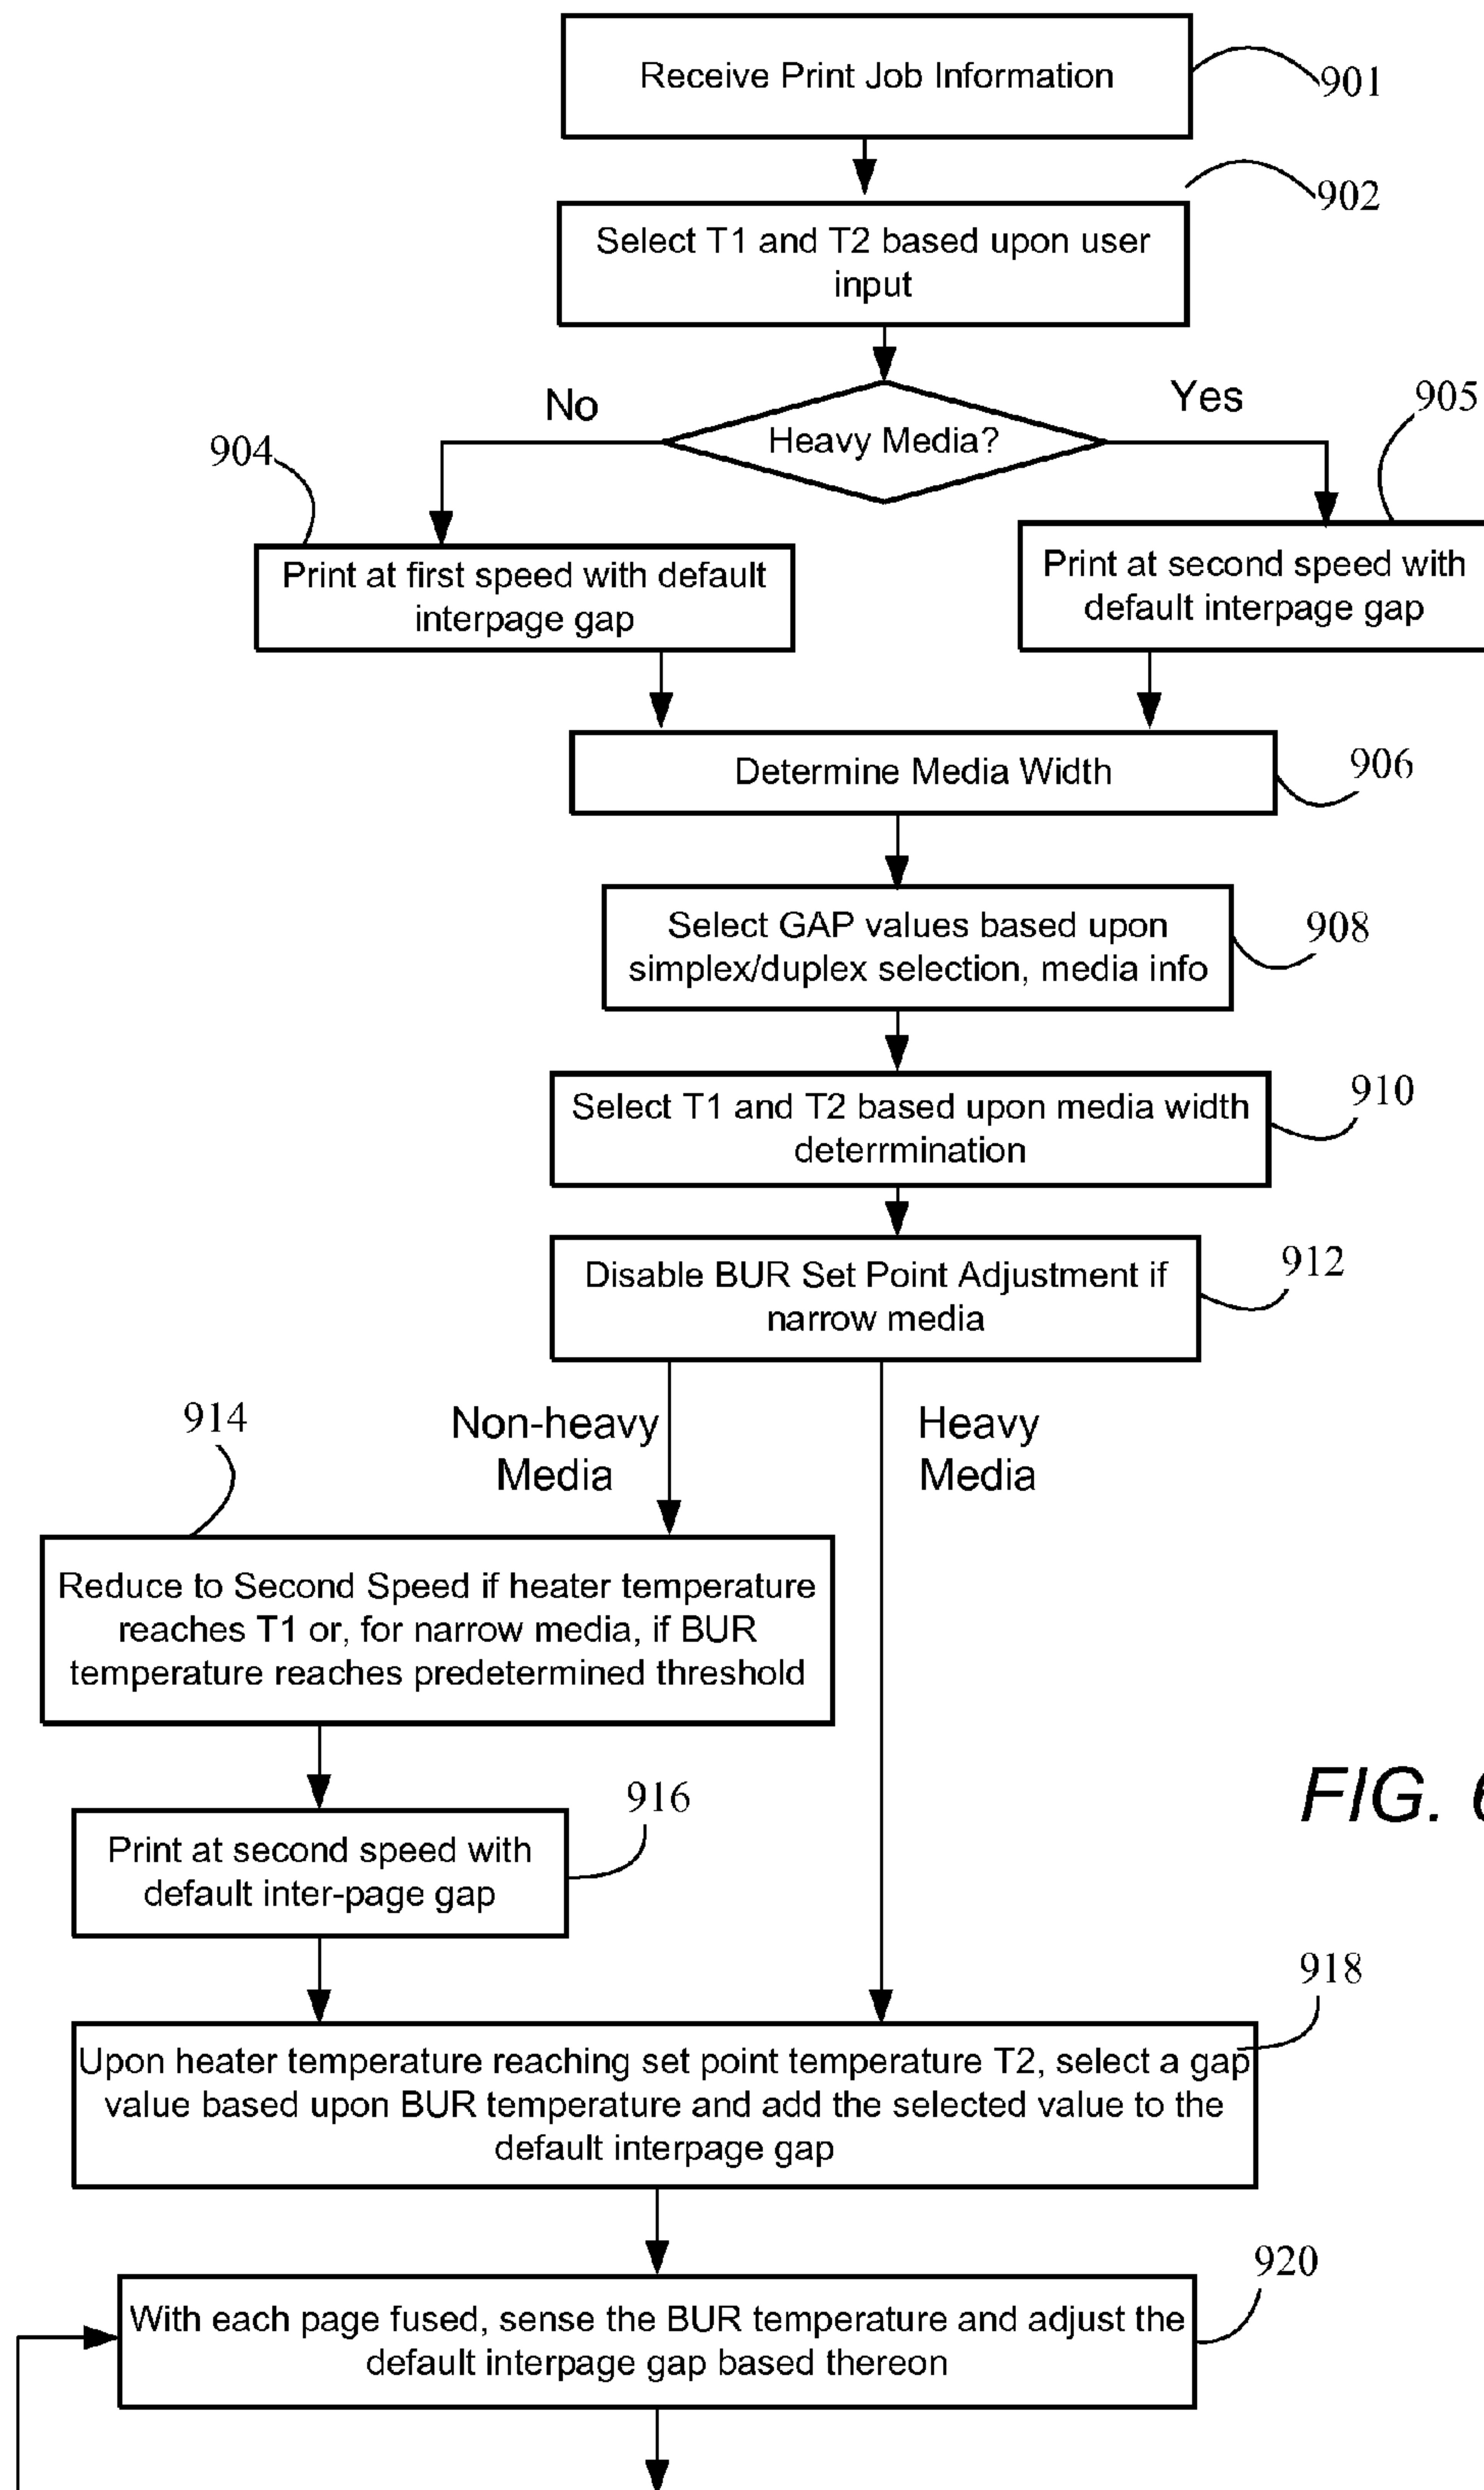 Receive Print Job Information
901
902
Select T1 and T2 based upon user
input
No
Yes
905
Heavy Media?
904
Print at first speed with default
interpage gap
Print at second speed with
default interpage gap
Determine Media Width
906
Select GAP values based upon
simplex/duplex selection, media info
908
Select T1 and T2 based upon media width
deterrmination
910
Disable BUR Set Point Adjustment if
narrow media
912
914
Non-heavy
Media
Heavy
Media
Reduce to Second Speed if heater temperature
reaches T1 or, for narrow media, if BUR
temperature reaches predetermined threshold
FIG. 6
916
Print at second speed with
default inter-page gap
918
Upon heater temperature reaching set point temperature T2, select a gap
value based upon BUR temperature and add the selected value to the
default interpage gap
920
With each page fused, sense the BUR temperature and adjust the
default interpage gap based thereon